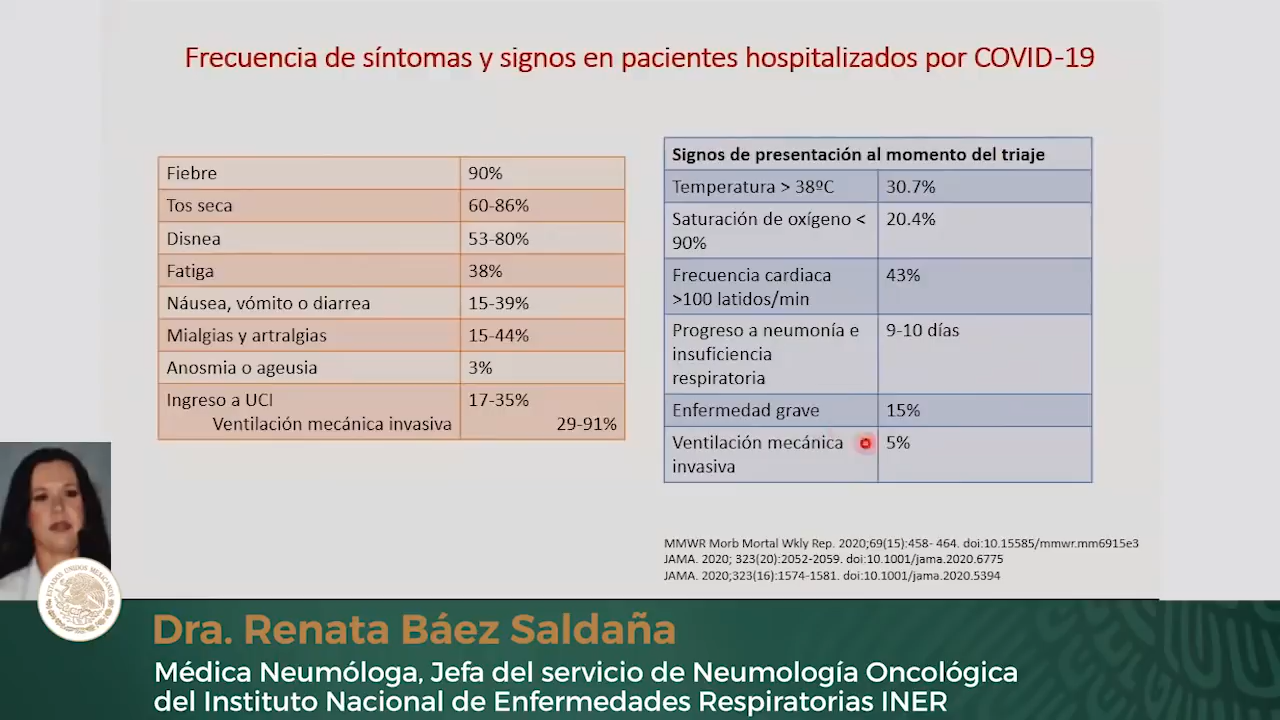 Frecuencia de síntomas y signos en pacientes hospitalizados por COVID-19
Fiebre 90%
Tos seca 60-86%
Disnea 53-80%
Fatiga 38%
Náusea, vómito o diarrea 15-39%
Mialgias y artralgias 15-44%
Anosmia o ageusia 3%
Ingreso a UCI 17-35%
Ventilación mecánica invasiva 29-91%
Signos de presentación al momento del triaje
Temperatura > 38ºC 30.7%
Saturación de oxígeno < 20.4%
90%
Frecuencia cardiaca 43%
>100 latidos/min
Progreso a neumonía e 9-10 días
insuficiencia
respiratoria
Enfermedad grave 15%
Ventilación mecánica 5%
invasiva
MMWR Morb Mortal Wkly Rep. 2020;69(15):458- 464. doi:10.15585/mmwr.mm6915e3
JAMA. 2020; 323(20):2052-2059. doi:10.1001/jama.2020.6775
JAMA. 2020;323(16):1574-1581. doi:10.1001/jama.2020.5394
ESTADOS UNIDOS MEXICANOS
Dra. Renata Báez Saldaña
Médica Neumóloga, Jefa del servicio de Neumología Oncológica
del Instituto Nacional de Enfermedades Respiratorias INER